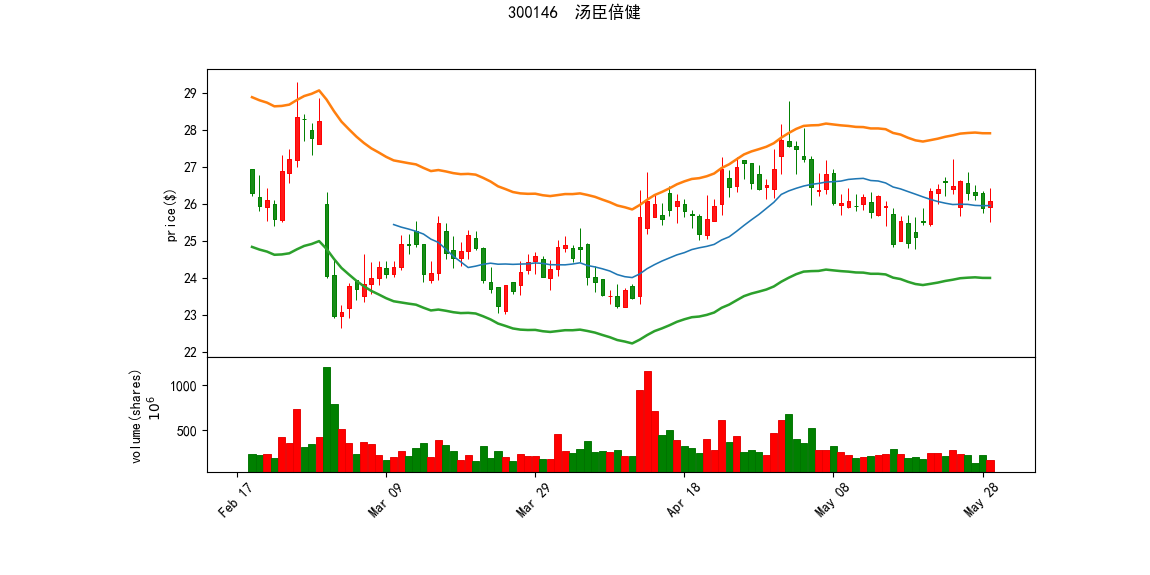 300146 汤臣倍健
price($)
29
28
27
26
25
24
23
22
volume(shares)
10^6
1000
500
Feb 17
Mar 09
Mar 29
Apr 18
May 08
May 28